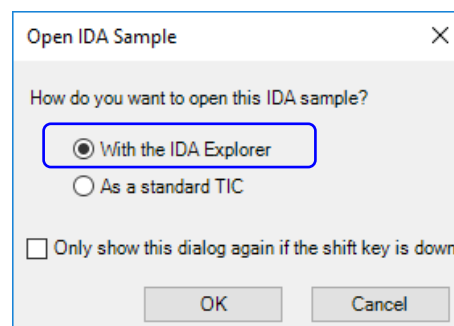 Open IDA Sample
How do you want to open this IDA sample?
With the IDA Explorer
As a standard TIC
Only show this dialog again if the shift key is down
OK Cancel